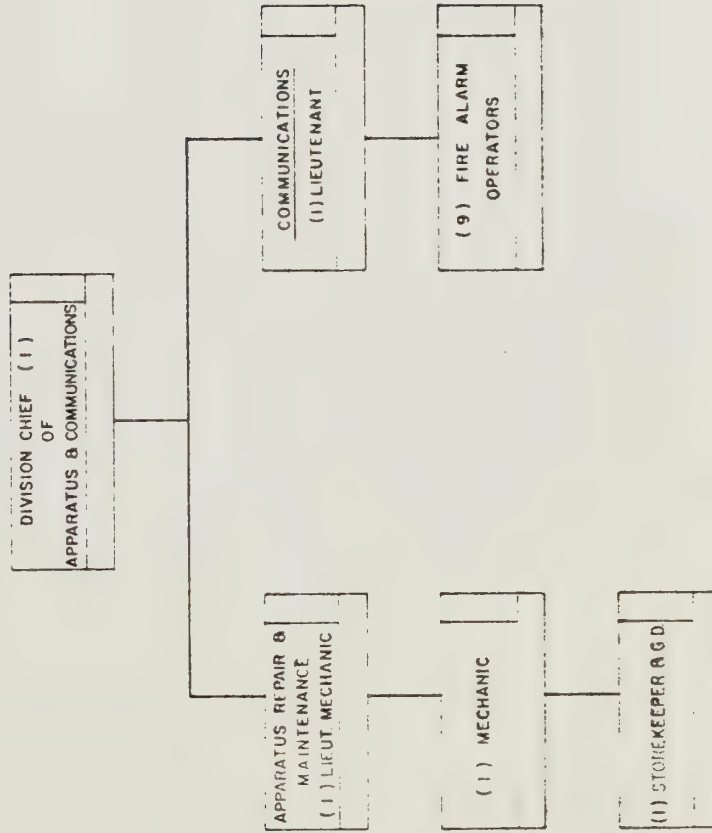 DIVISION CHIEF (1)
OF
APPARATUS & COMMUNICATIONS
APPARATUS REPAIR &
MAINTENANCE
(1) LIEUT. MECHANIC
(1) MECHANIC
(1) STOREKEEPER & G.D.
COMMUNICATIONS
(1) LIEUTENANT
(9) FIRE ALARM
OPERATORS